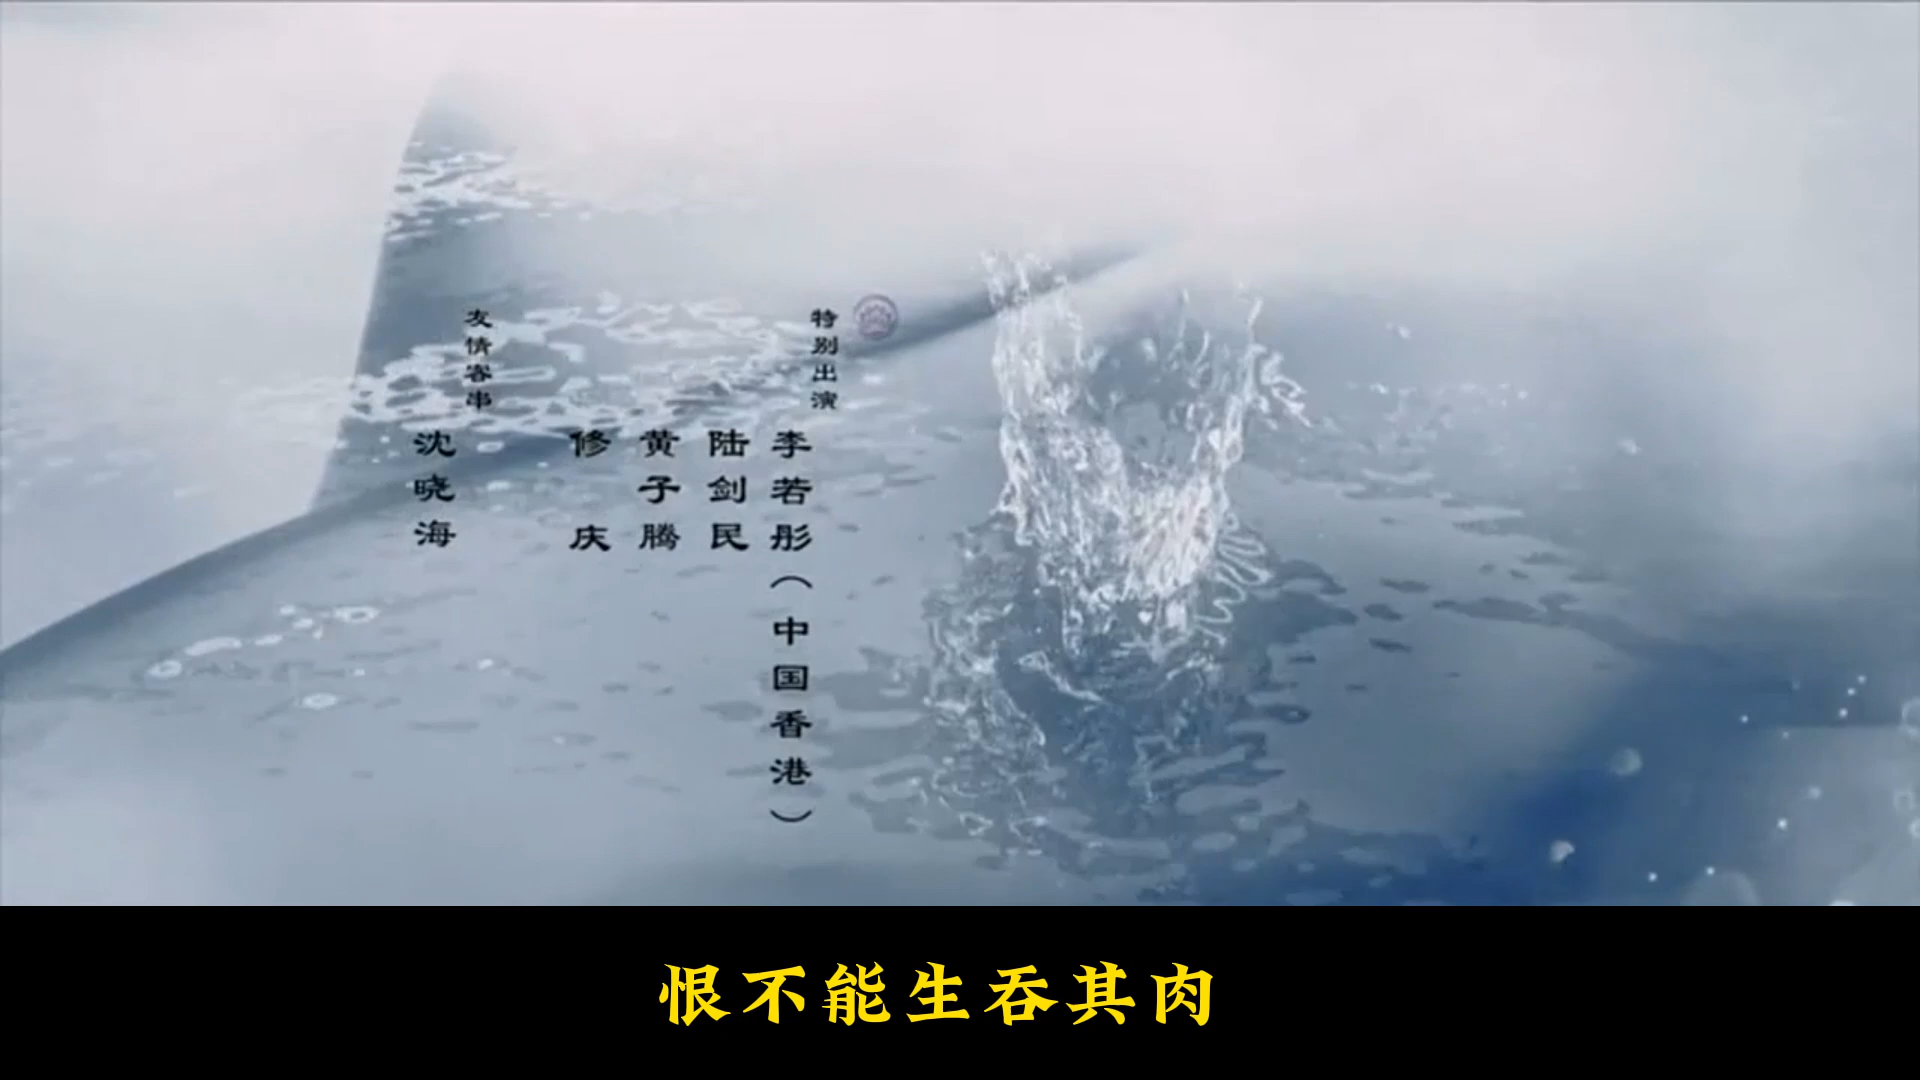 特别出演
李若彤（中国香港）
陆剑民
黄子腾
修庆
友情客串
沈晓海
恨不能生吞其肉